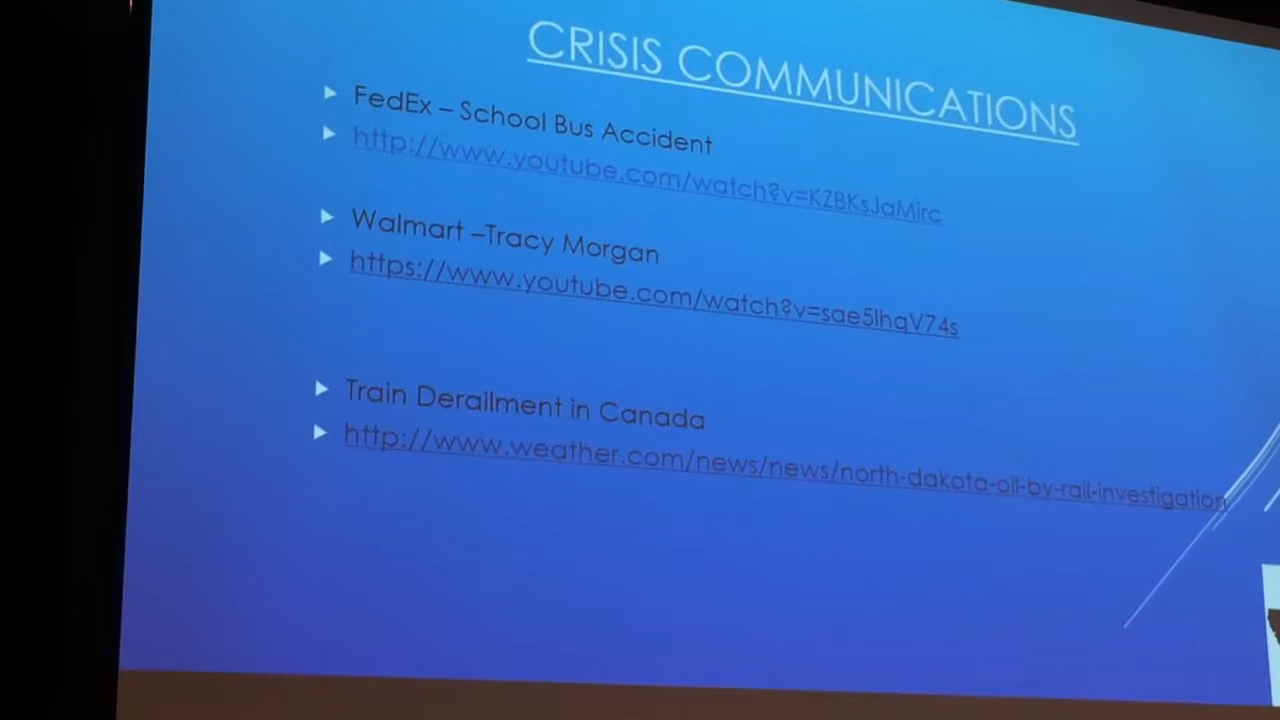 CRISIS COMMUNICATIONS
FedEx – School Bus Accident
http://www.youtube.com/watch?v=KZBKsJaMirc
Walmart –Tracy Morgan
https://www.youtube.com/watch?v=sae5lhqV74s
Train Derailment in Canada
http://www.weather.com/news/news/north-dakota-oil-by-rail-investigation